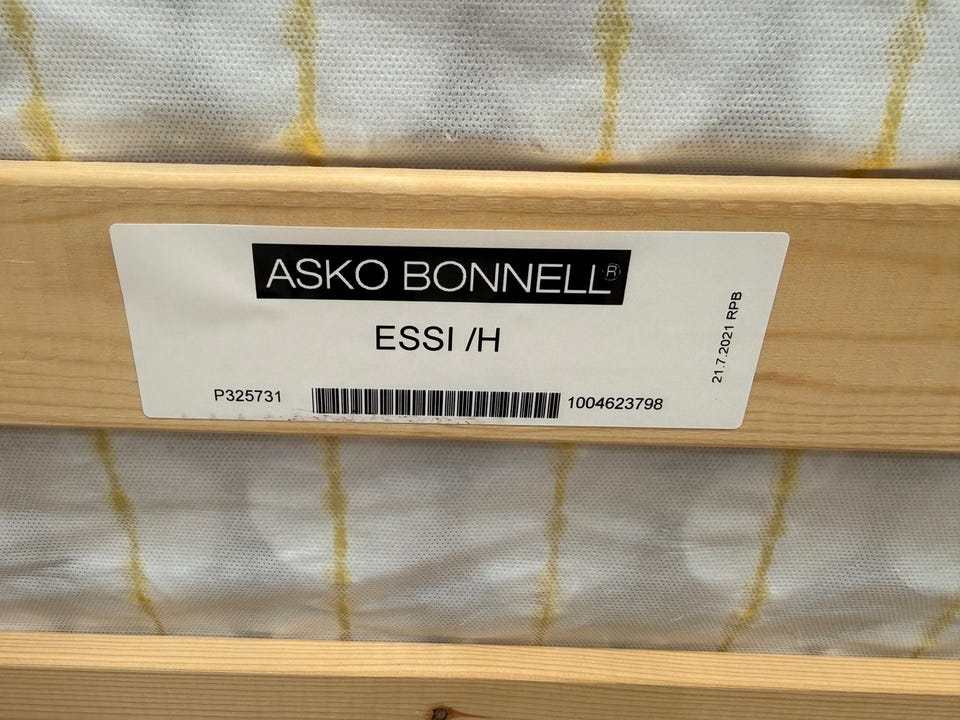 ASKO BONNELL®
ESSI /H
P325731 1004623798
21.7.2021 RPB